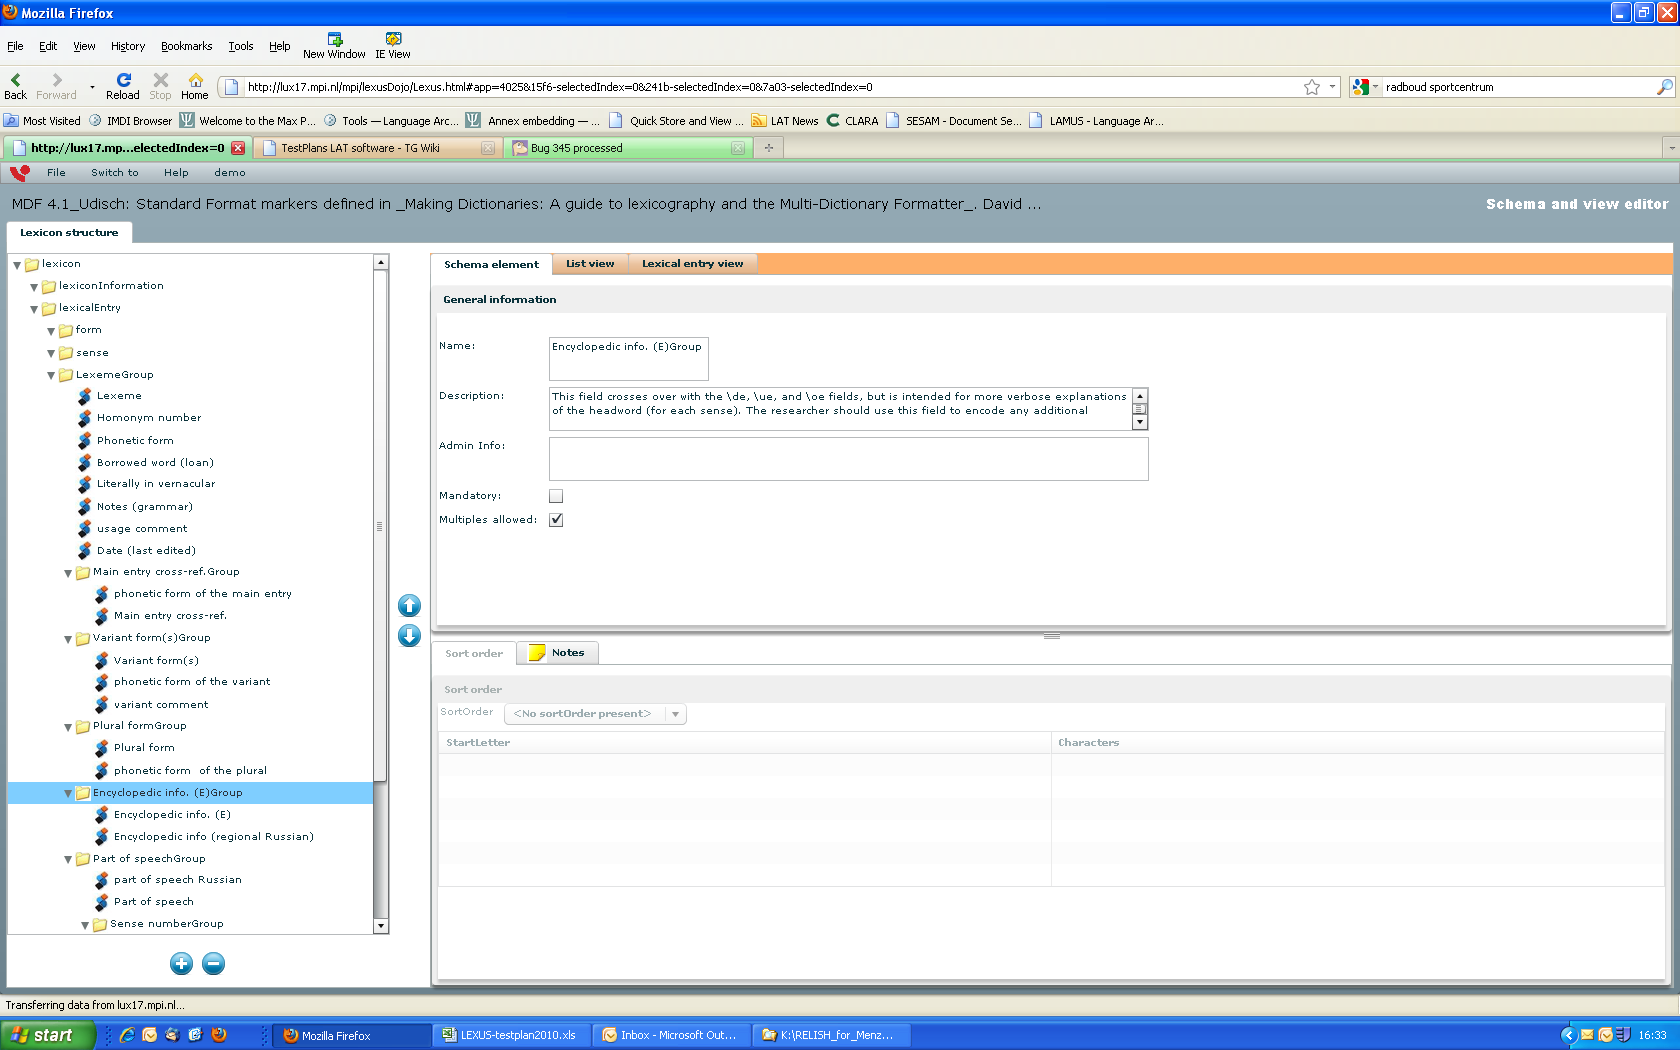 Mozilla Firefox
File Edit View History Bookmarks Tools Help New Window IE View
Back Forward Reload Stop Home http://lux17.mpi.nl/mpi/lexusDojo/Lexus.html#app=4025&15f6-selectedIndex=0&241b-selectedIndex=0&7a03-selectedIndex=0 radboud sportcentrum
Most Visited IMDI Browser Welcome to the Max P... Tools — Language Arc... Annex embedding — ... Quick Store and View ... LAT News CLARA SESAM - Document Se... LAMUS - Language Ar...
http://lux17.mp...electedIndex=0 TestPlans LAT software - TG Wiki Bug 345 processed
File Switch to Help demo
MDF 4.1_Udisch: Standard Format markers defined in _Making Dictionaries: A guide to lexicography and the Multi-Dictionary Formatter_. David ... Schema and view editor
Lexicon structure
lexicon
lexiconInformation
lexicalEntry
form
sense
LexemeGroup
Lexeme
Homonym number
Phonetic form
Borrowed word (loan)
Literally in vernacular
Notes (grammar)
usage comment
Date (last edited)
Main entry cross-ref.Group
phonetic form of the main entry
Main entry cross-ref.
Variant form(s)Group
Variant form(s)
phonetic form of the variant
variant comment
Plural formGroup
Plural form
phonetic form  of the plural
Encyclopedic info. (E)Group
Encyclopedic info. (E)
Encyclopedic info (regional Russian)
Part of speechGroup
part of speech Russian
Part of speech
Sense numberGroup
Schema element List view Lexical entry view
General information
Name: Encyclopedic info. (E)Group
Description: This field crosses over with the \de, \ue, and \oe fields, but is intended for more verbose explanations
of the headword (for each sense). The researcher should use this field to encode any additional
Admin Info:
Mandatory:
Multiples allowed:
Sort order Notes
Sort order
SortOrder <No sortOrder present>
StartLetter Characters
Transferring data from lux17.mpi.nl...
start Mozilla Firefox LEXUS-testplan2010.xls Inbox - Microsoft Out... K:\RELISH_for_Menz... 16:33